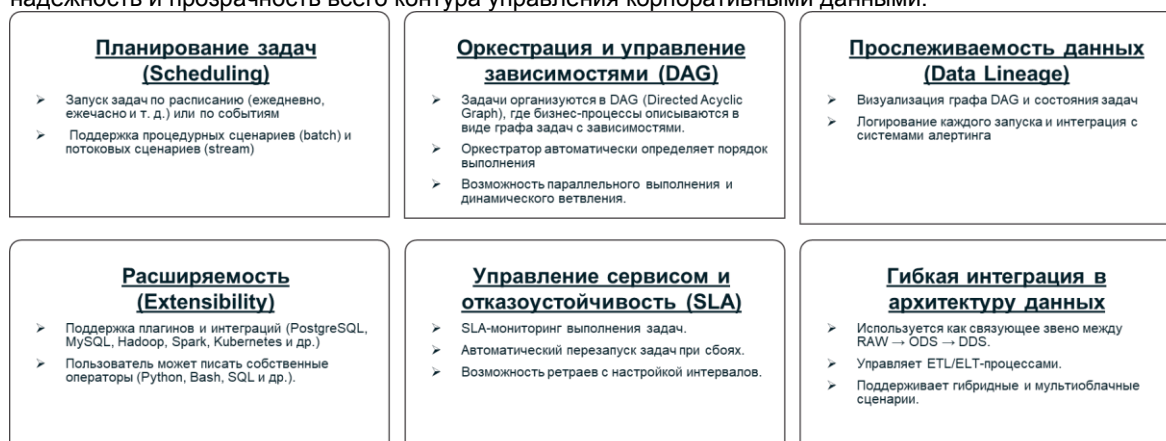 надежность и прозрачность всего контура управления корпоративными данными.
Планирование задач
(Scheduling)
➢ Запуск задач по расписанию (ежедневно,
ежечасно и т. д.) или по событиям
➢ Поддержка процедурных сценариев (batch) и
потоковых сценариев (stream)
Оркестрация и управление
зависимостями (DAG)
➢ Задачи организуются в DAG (Directed Acyclic
Graph), где бизнес-процессы описываются в
виде графа задач с зависимостями.
➢ Оркестратор автоматически определяет порядок
выполнения
➢ Возможность параллельного выполнения и
динамического ветвления.
Прослеживаемость данных
(Data Lineage)
➢ Визуализация графа DAG и состояния задач
➢ Логирование каждого запуска и интеграция с
системами алертинга
Расширяемость
(Extensibility)
➢ Поддержка плагинов и интеграций (PostgreSQL,
MySQL, Hadoop, Spark, Kubernetes и др.)
➢ Пользователь может писать собственные
операторы (Python, Bash, SQL и др.).
Управление сервисом и
отказоустойчивость (SLA)
➢ SLA-мониторинг выполнения задач.
➢ Автоматический перезапуск задач при сбоях.
➢ Возможность ретраев с настройкой интервалов.
Гибкая интеграция в
архитектуру данных
➢ Используется как связующее звено между
RAW → ODS → DDS.
➢ Управляет ETL/ELT-процессами.
➢ Поддерживает гибридные и мультиоблачные
сценарии.